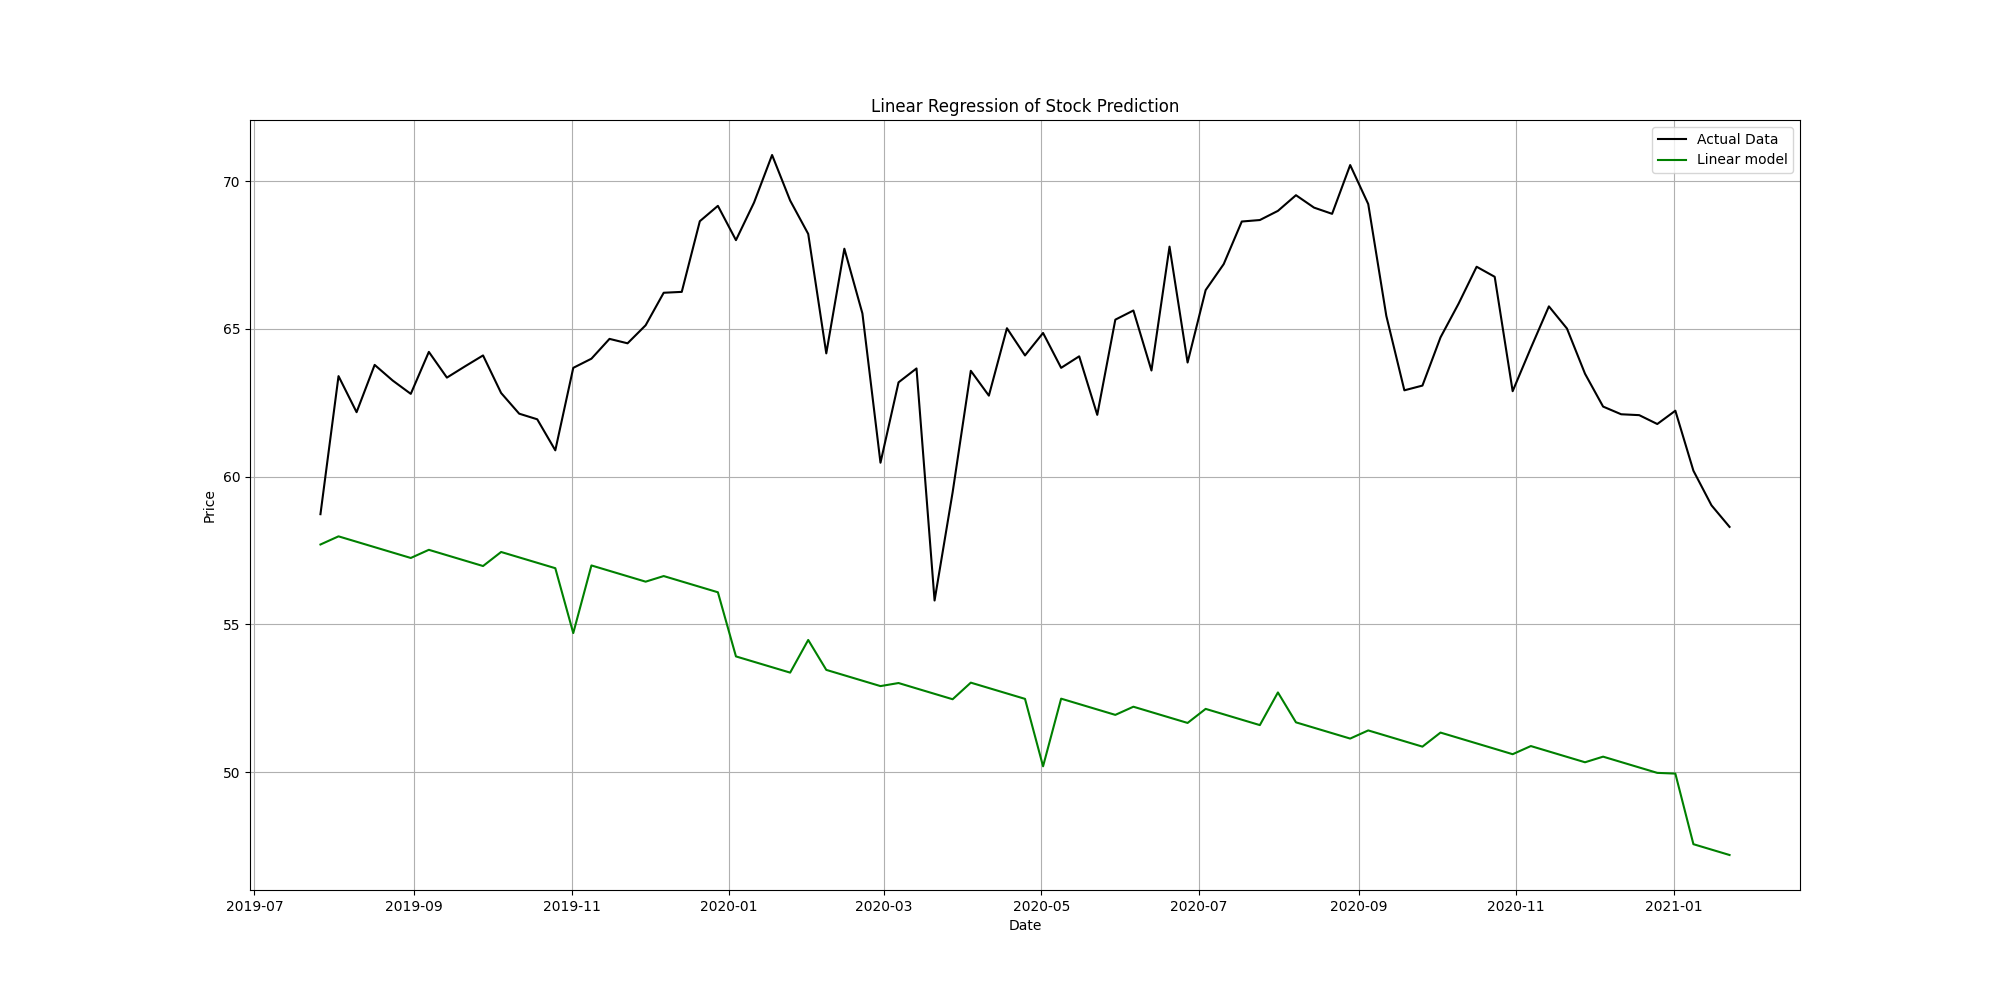 Linear Regression of Stock Prediction
Actual Data
Linear model
70
65
60
55
50
Price
2019-07 2019-09 2019-11 2020-01 2020-03 2020-05 2020-07 2020-09 2020-11 2021-01
Date